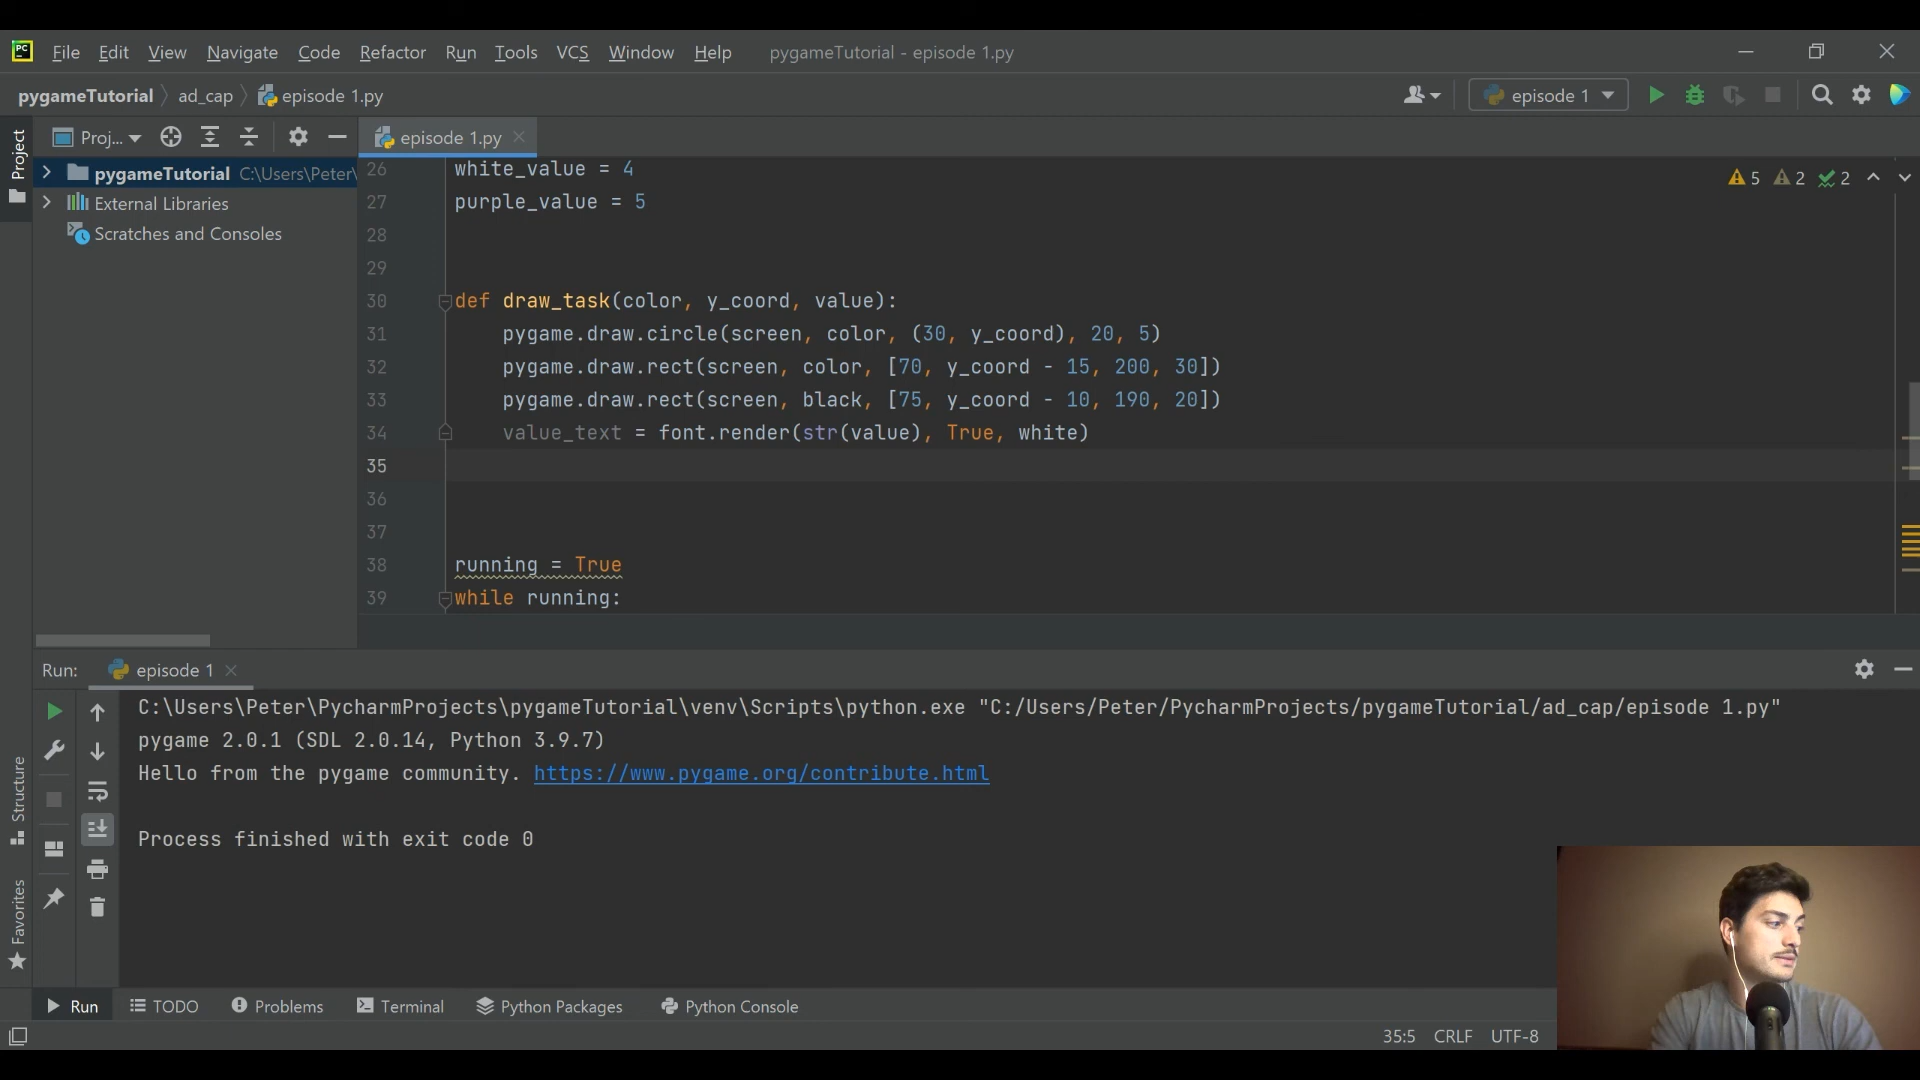 PC File Edit View Navigate Code Refactor Run Tools VCS Window Help pygameTutorial - episode 1.py
pygameTutorial ad_cap episode 1.py episode 1
Project
Proj... episode 1.py
pygameTutorial C:\Users\Peter\
External Libraries
Scratches and Consoles
5 2 2
26 white_value = 4
27 purple_value = 5
28
29
30 def draw_task(color, y_coord, value):
31 pygame.draw.circle(screen, color, (30, y_coord), 20, 5)
32 pygame.draw.rect(screen, color, [70, y_coord - 15, 200, 30])
33 pygame.draw.rect(screen, black, [75, y_coord - 10, 190, 20])
34 value_text = font.render(str(value), True, white)
35
36
37
38 running = True
39 while running:
Run: episode 1
C:\Users\Peter\PycharmProjects\pygameTutorial\venv\Scripts\python.exe "C:/Users/Peter/PycharmProjects/pygameTutorial/ad_cap/episode 1.py"
pygame 2.0.1 (SDL 2.0.14, Python 3.9.7)
Hello from the pygame community. https://www.pygame.org/contribute.html
Process finished with exit code 0
Structure
Favorites
Run TODO Problems Terminal Python Packages Python Console
35:5 CRLF UTF-8